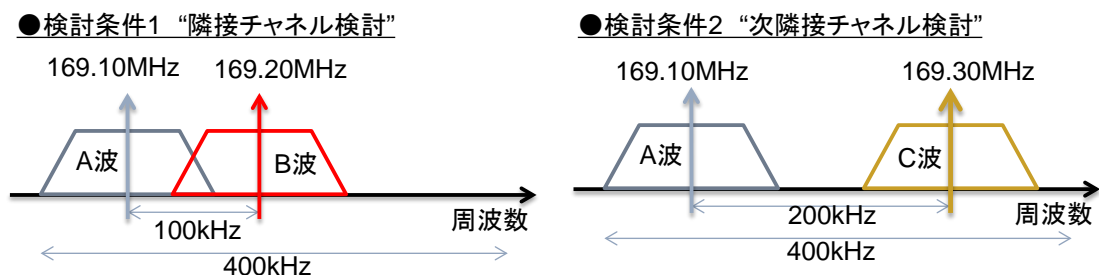 ●検討条件1 “隣接チャネル検討”
169.10MHz 169.20MHz
A波
B波
周波数
100kHz
400kHz
●検討条件2 “次隣接チャネル検討”
169.10MHz 169.30MHz
A波
C波
周波数
200kHz
400kHz